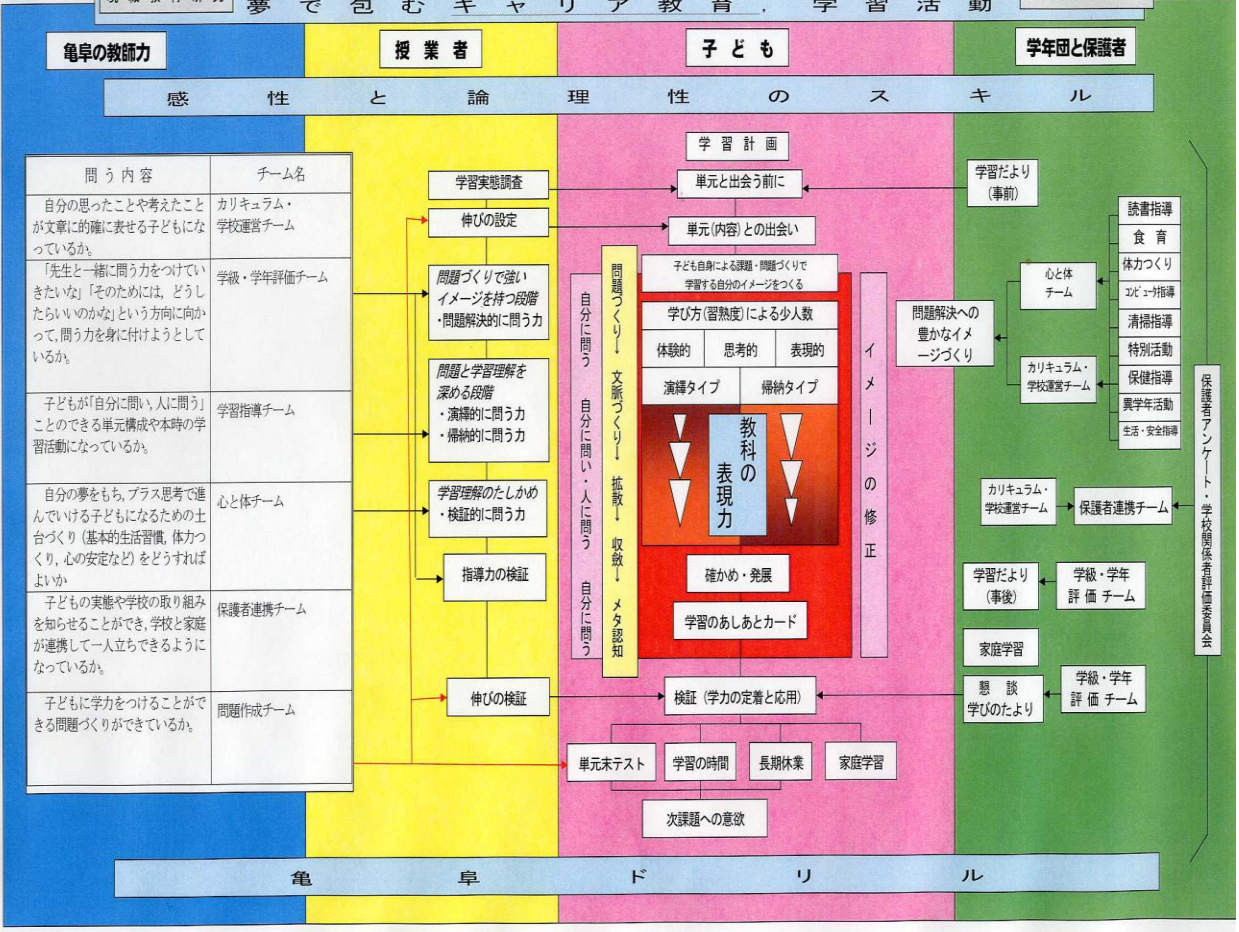 夢で包むキャリア教育，学習活動
亀阜の教師力
授業者
子ども
学年団と保護者
感性と論理性のスキル
問う内容
チーム名
自分の思ったことや考えたこと
が文章に的確に表せる子どもにな
っているか。
カリキュラム・
学校運営チーム
「先生と一緒に問う力をつけてい
きたいな」「そのためには，どうし
たらいいのかな」という方向に向か
って，問う力を身に付けようとして
いるか。
学級・学年評価チーム
子どもが「自分に問い，人に問う」
ことのできる単元構成や本時の学
習活動になっているか。
学習指導チーム
自分の夢をもち，プラス思考で進
んでいける子どもになるための土
台づくり（基本的生活習慣，体力つ
くり，心の安定など）をどうすれば
よいか
心と体チーム
子どもの実態や学校の取り組み
を知らせることができ，学校と家庭
が連携して一人立ちできるように
なっているか。
保護者連携チーム
子どもに学力をつけることがで
きる問題づくりができているか。
問題作成チーム
学習実態調査
伸びの設定
問題づくりで強い
イメージを持つ段階
・問題解決的に問う力
問題と学習理解を
深める段階
・演繹的に問う力
・帰納的に問う力
学習理解のたしかめ
・検証的に問う力
指導力の検証
伸びの検証
学習計画
単元と出会う前に
単元（内容）との出会い
自分に問う　自分に問い・人に問う　自分に問う
問題づくり→　文脈づくり→　拡散→　収斂→　メタ認知
子ども自身による課題・問題づくりで
学習する自分のイメージをつくる
学び方（習熟度）による少人数
体験的
思考的
表現的
演繹タイプ
帰納タイプ
教科の
表現力
確かめ・発展
学習のあしあとカード
イメージの修正
検証（学力の定着と応用）
単元末テスト
学習の時間
長期休業
家庭学習
次課題への意欲
学習だより
（事前）
問題解決への
豊かなイメ
ージづくり
心と体
チーム
カリキュラム・
学校運営チーム
読書指導
食育
体力つくり
コンピュータ指導
清掃指導
特別活動
保健指導
異学年活動
生活・安全指導
カリキュラム・
学校運営チーム
保護者連携チーム
学習だより
（事後）
学級・学年
評価チーム
家庭学習
懇談
学びのたより
学級・学年
評価チーム
保護者アンケート・学校関係者評価委員会
亀阜ドリル